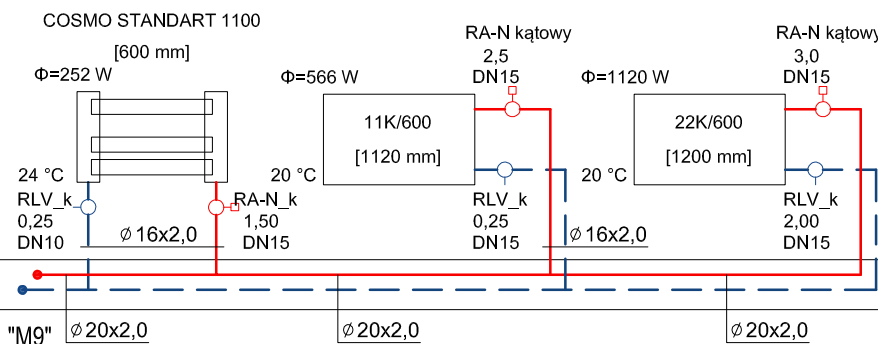 COSMO STANDART 1100
[600 mm]
Φ=252 W
24 °C
RLV_k
0,25
DN10
RA-N_k
1,50
DN15
Φ=566 W
11K/600
[1120 mm]
20 °C
RA-N kątowy
2,5
DN15
RLV_k
0,25
DN15
Φ=1120 W
22K/600
[1200 mm]
20 °C
RA-N kątowy
3,0
DN15
RLV_k
2,00
DN15
∅16x2,0
∅16x2,0
"M9"
∅20x2,0
∅20x2,0
∅20x2,0